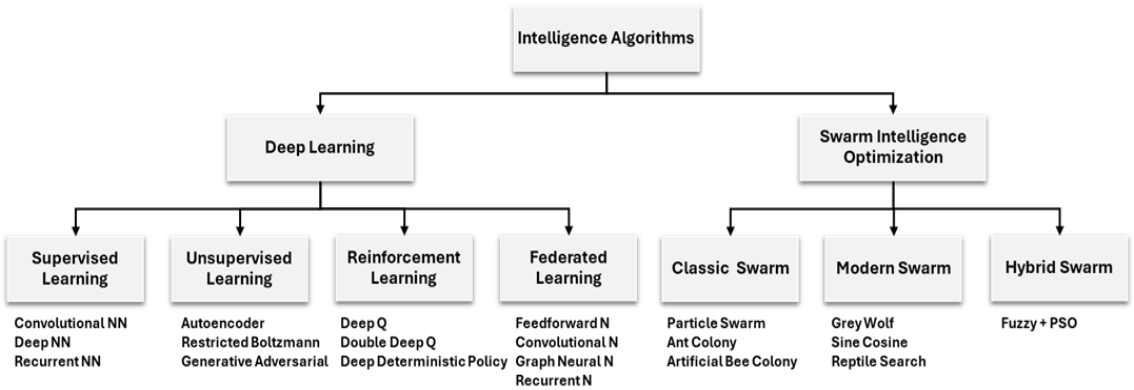 Intelligence Algorithms
Deep Learning
Swarm Intelligence
Optimization
Supervised
Learning
Unsupervised
Learning
Reinforcement
Learning
Federated
Learning
Classic Swarm
Modern Swarm
Hybrid Swarm
Convolutional NN
Deep NN
Recurrent NN
Autoencoder
Restricted Boltzmann
Generative Adversarial
Deep Q
Double Deep Q
Deep Deterministic Policy
Feedforward N
Convolutional N
Graph Neural N
Recurrent N
Particle Swarm
Ant Colony
Artificial Bee Colony
Grey Wolf
Sine Cosine
Reptile Search
Fuzzy + PSO